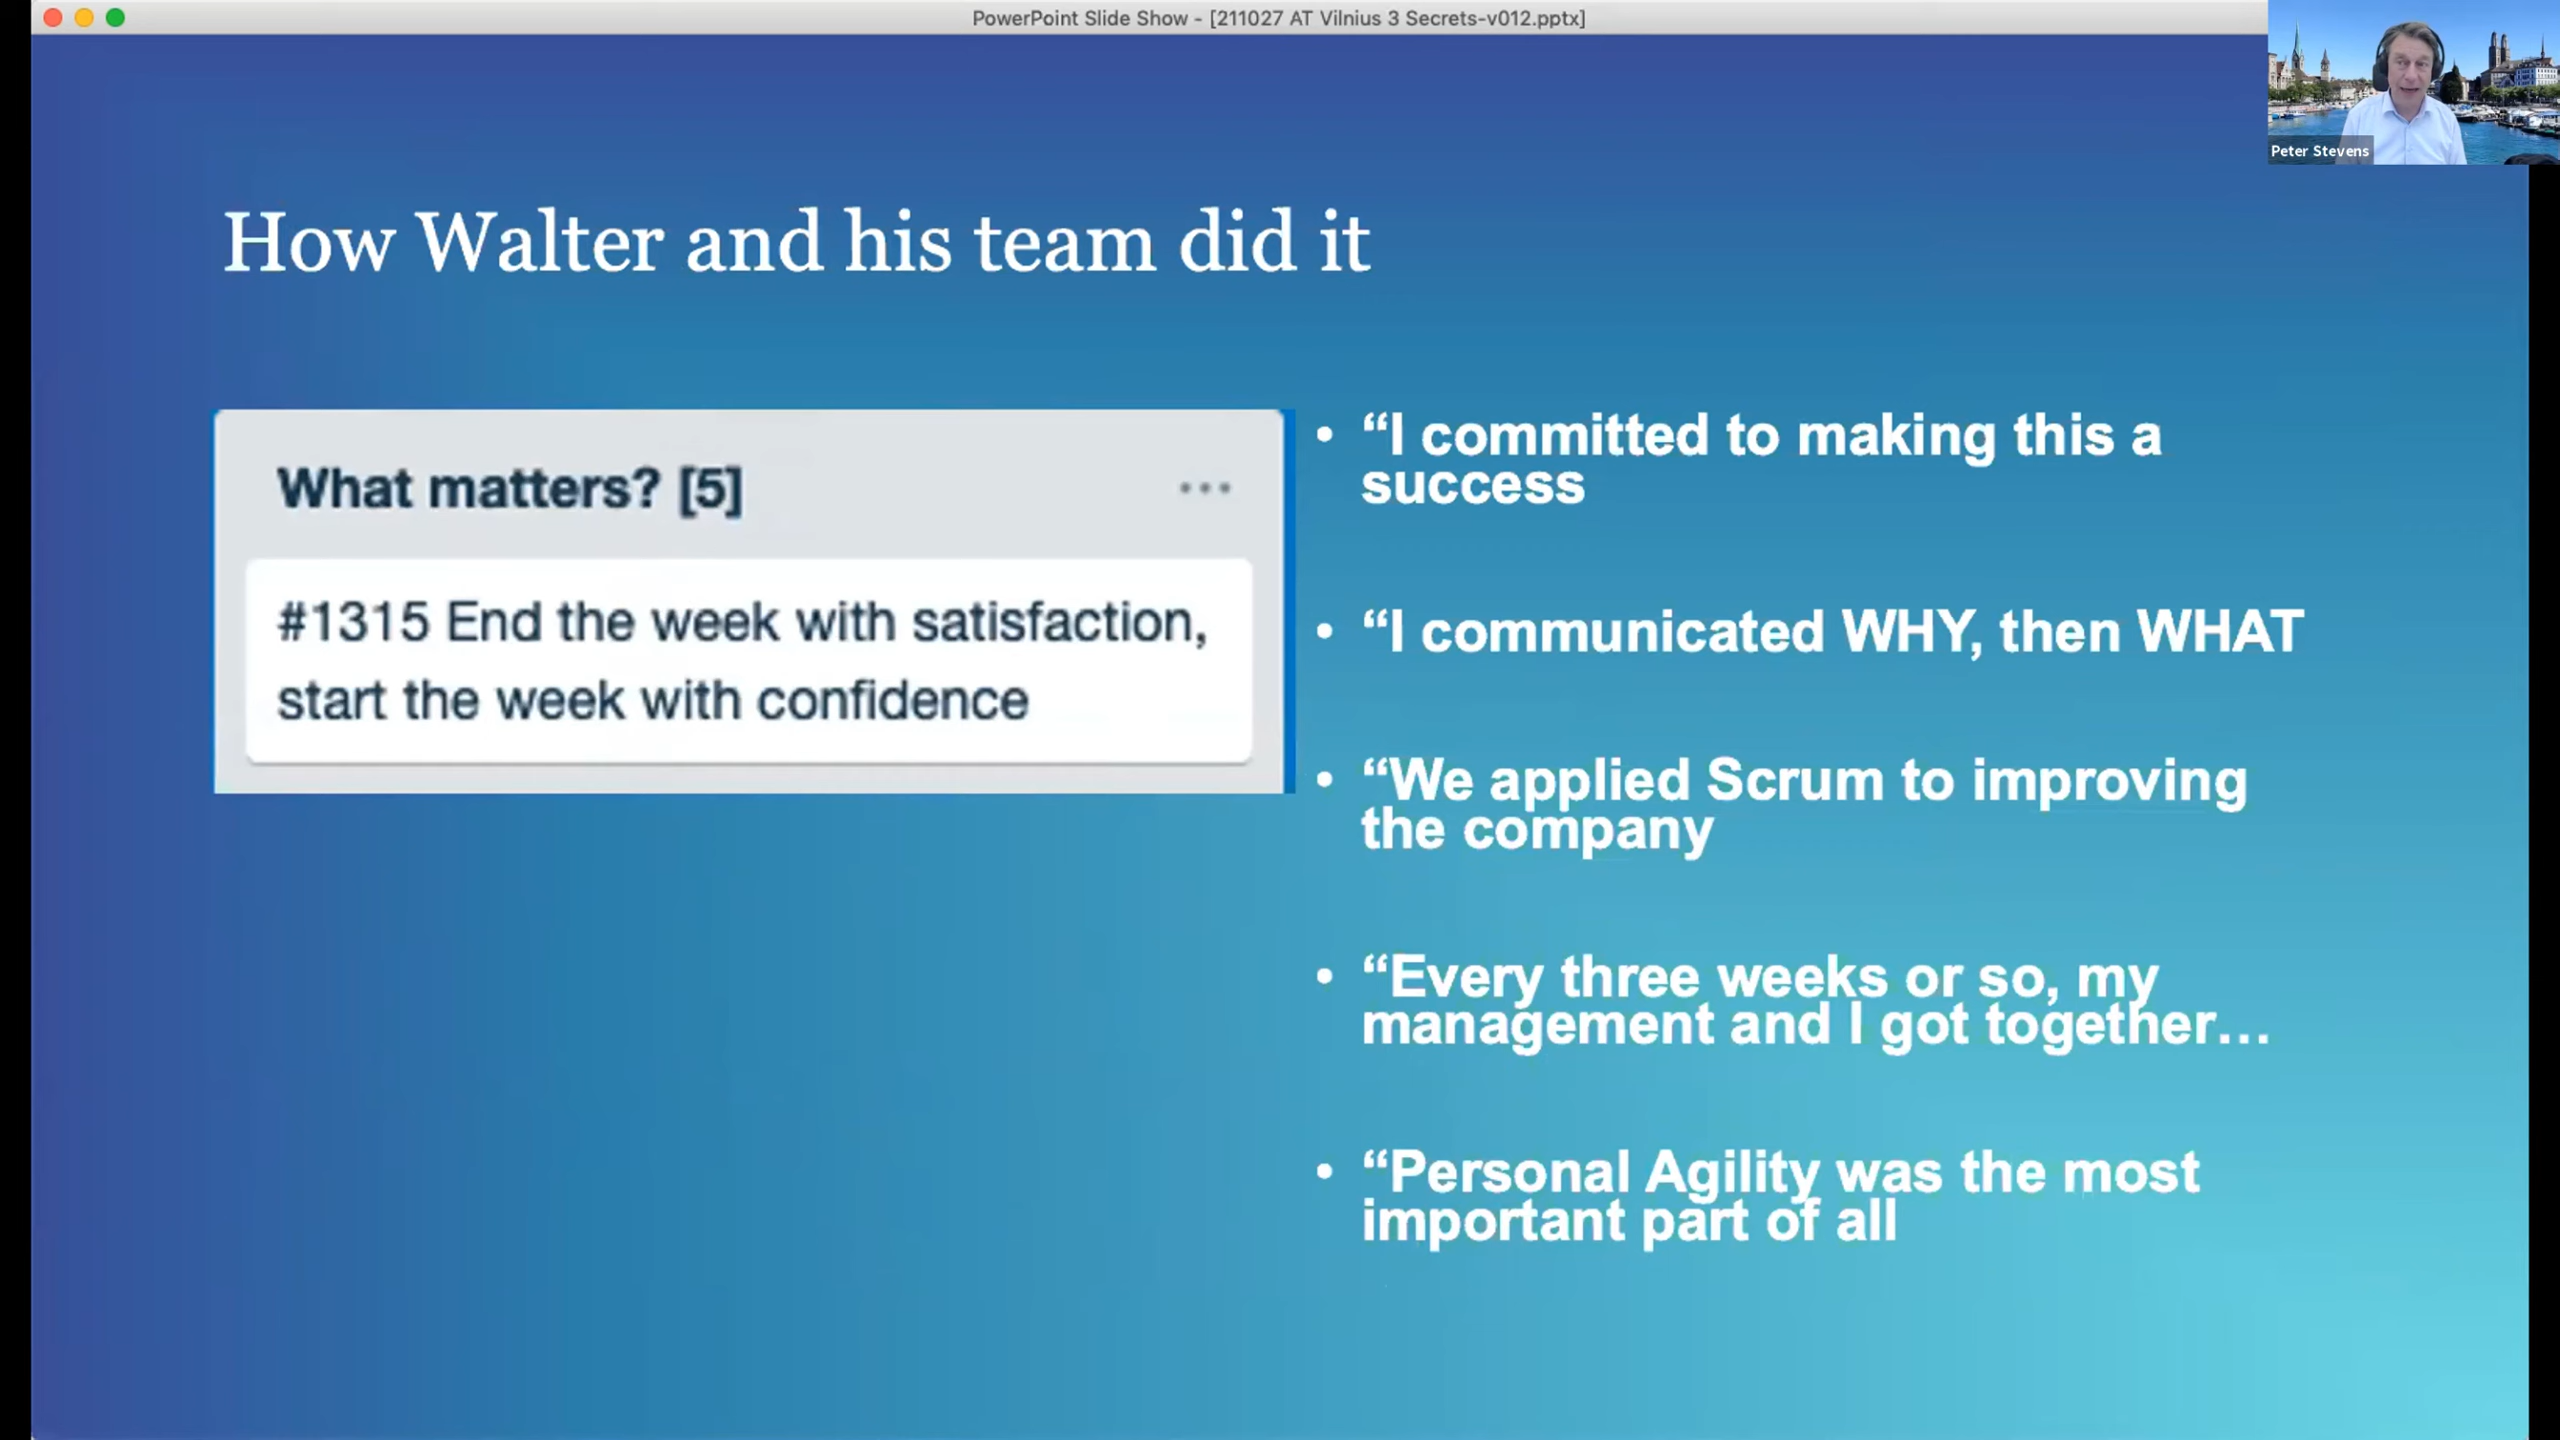 PowerPoint Slide Show - [211027 AT Vilnius 3 Secrets-v012.pptx]
Peter Stevens
How Walter and his team did it
What matters? [5]
#1315 End the week with satisfaction,
start the week with confidence
• “I committed to making this a
success
• “I communicated WHY, then WHAT
• “We applied Scrum to improving
the company
• “Every three weeks or so, my
management and I got together…
• “Personal Agility was the most
important part of all